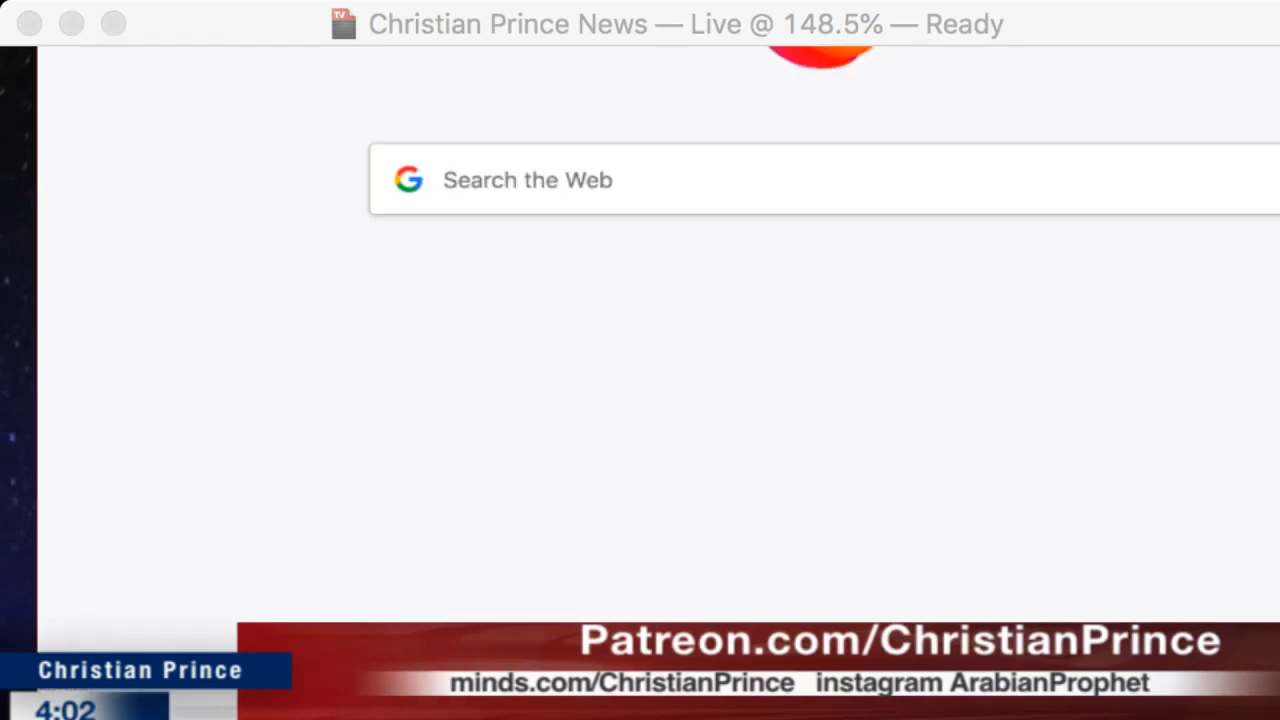 TV
Christian Prince News — Live @ 148.5% — Ready
Search the Web
Patreon.com/ChristianPrince
Christian Prince
minds.com/ChristianPrince instagram ArabianProphet
4:02